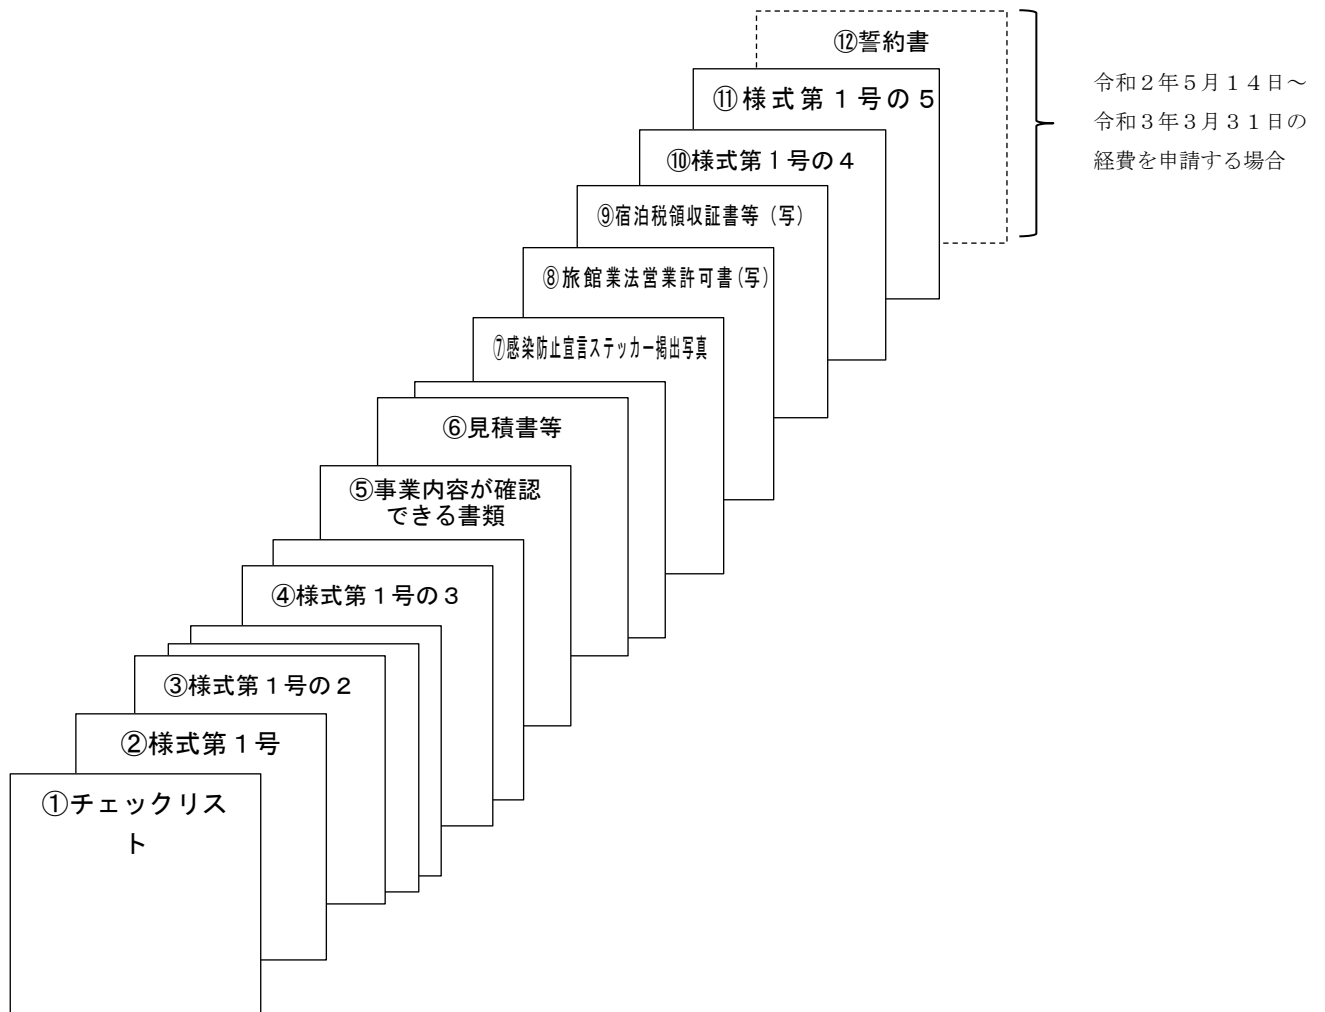 ⑫誓約書
令和２年５月１４日～
令和３年３月３１日の
経費を申請する場合
⑪様式第１号の５
⑩様式第１号の４
⑨宿泊税領収証書等（写）
⑧旅館業法営業許可書(写)
⑦感染防止宣言ステッカー掲出写真
⑥見積書等
⑤事業内容が確認
できる書類
④様式第１号の３
③様式第１号の２
②様式第１号
①チェックリス
ト